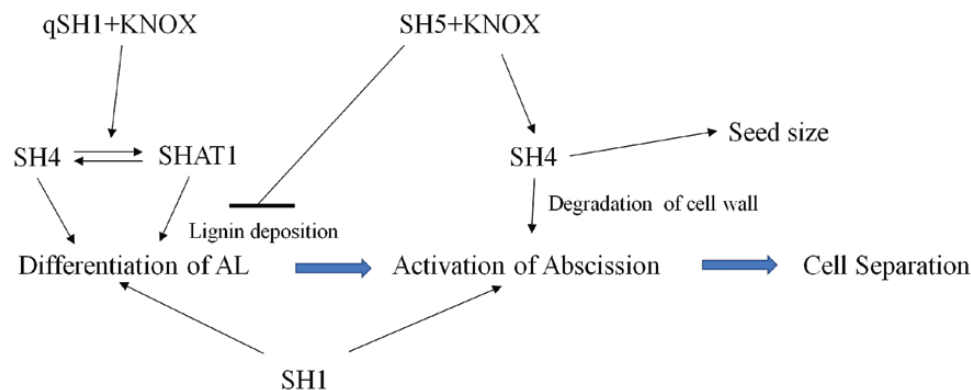 qSH1+KNOX
SH5+KNOX
SH4
SHAT1
SH4
Seed size
Lignin deposition
Degradation of cell wall
Differentiation of AL
Activation of Abscission
Cell Separation
SH1